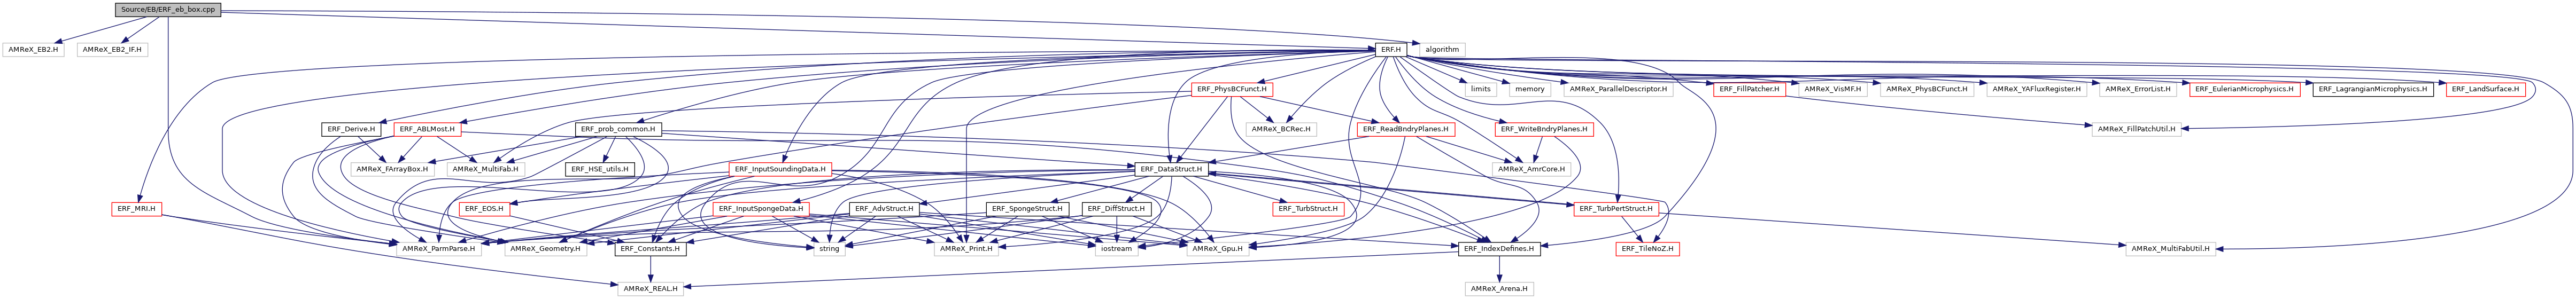 Source/EB/ERF_eb_box.cpp
AMReX_EB2.H
AMReX_EB2_IF.H
ERF.H
algorithm
ERF_PhysBCFunct.H
limits
memory
AMReX_ParallelDescriptor.H
ERF_FillPatcher.H
AMReX_VisMF.H
AMReX_PhysBCFunct.H
AMReX_YAFluxRegister.H
AMReX_ErrorList.H
ERF_EulerianMicrophysics.H
ERF_LagrangianMicrophysics.H
ERF_LandSurface.H
ERF_Derive.H
ERF_ABLMost.H
ERF_prob_common.H
AMReX_BCRec.H
ERF_ReadBndryPlanes.H
ERF_WriteBndryPlanes.H
AMReX_FillPatchUtil.H
AMReX_FArrayBox.H
AMReX_MultiFab.H
ERF_HSE_utils.H
ERF_InputSoundingData.H
ERF_DataStruct.H
AMReX_AmrCore.H
ERF_MRI.H
ERF_EOS.H
ERF_InputSpongeData.H
ERF_AdvStruct.H
ERF_SpongeStruct.H
ERF_DiffStruct.H
ERF_TurbStruct.H
ERF_TurbPertStruct.H
AMReX_ParmParse.H
AMReX_Geometry.H
ERF_Constants.H
string
AMReX_Print.H
iostream
AMReX_Gpu.H
ERF_IndexDefines.H
ERF_TileNoZ.H
AMReX_MultiFabUtil.H
AMReX_REAL.H
AMReX_Arena.H